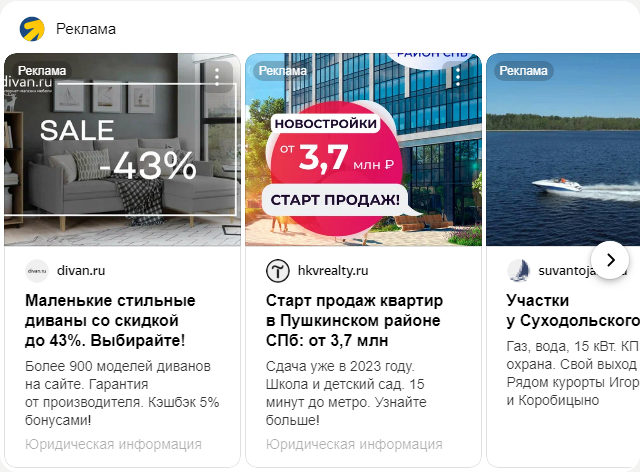 Реклама
Реклама
divan.ru
SALE
-43%
divan.ru
divan.ru
Маленькие стильные
диваны со скидкой
до 43%. Выбирайте!
Более 900 моделей диванов
на сайте. Гарантия
от производителя. Кэшбэк 5%
бонусами!
Юридическая информация
Реклама
РАЙОН СПБ
НОВОСТРОЙКИ
от 3,7 млн ₽
СТАРТ ПРОДАЖ!
hkvrealty.ru
Старт продаж квартир
в Пушкинском районе
СПб: от 3,7 млн
Сдача уже в 2023 году.
Школа и детский сад. 15
минут до метро. Узнайте
больше!
Юридическая информация
Реклама
suvantoja
Участки
у Суходольского
Газ, вода, 15 кВт. КП
охрана. Свой выход
Рядом курорты Игор
и Коробицыно